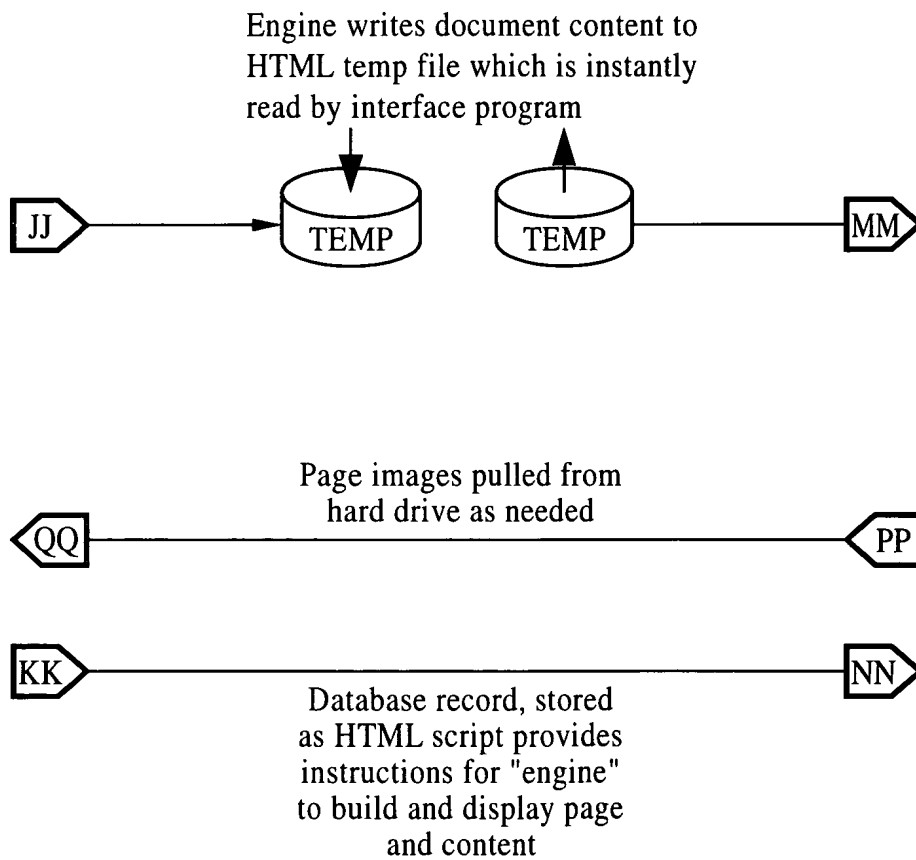 Engine writes document content to
HTML temp file which is instantly
read by interface program
JJ
TEMP
TEMP
MM
Page images pulled from
hard drive as needed
QQ
PP
KK
NN
Database record, stored
as HTML script provides
instructions for "engine"
to build and display page
and content